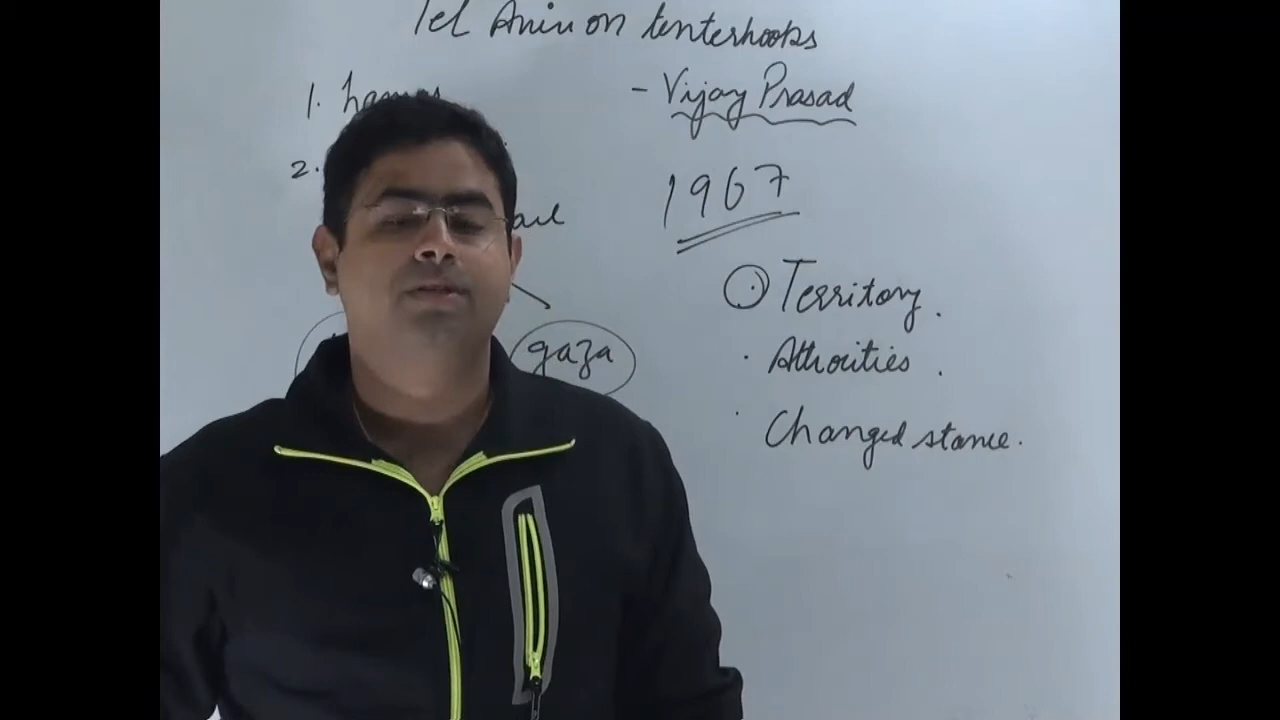 Tel Aviv on tenterhooks
1. hamas
- Vijay Prasad
2.
1967
Territory.
gaza
Athorities.
Changed stance.